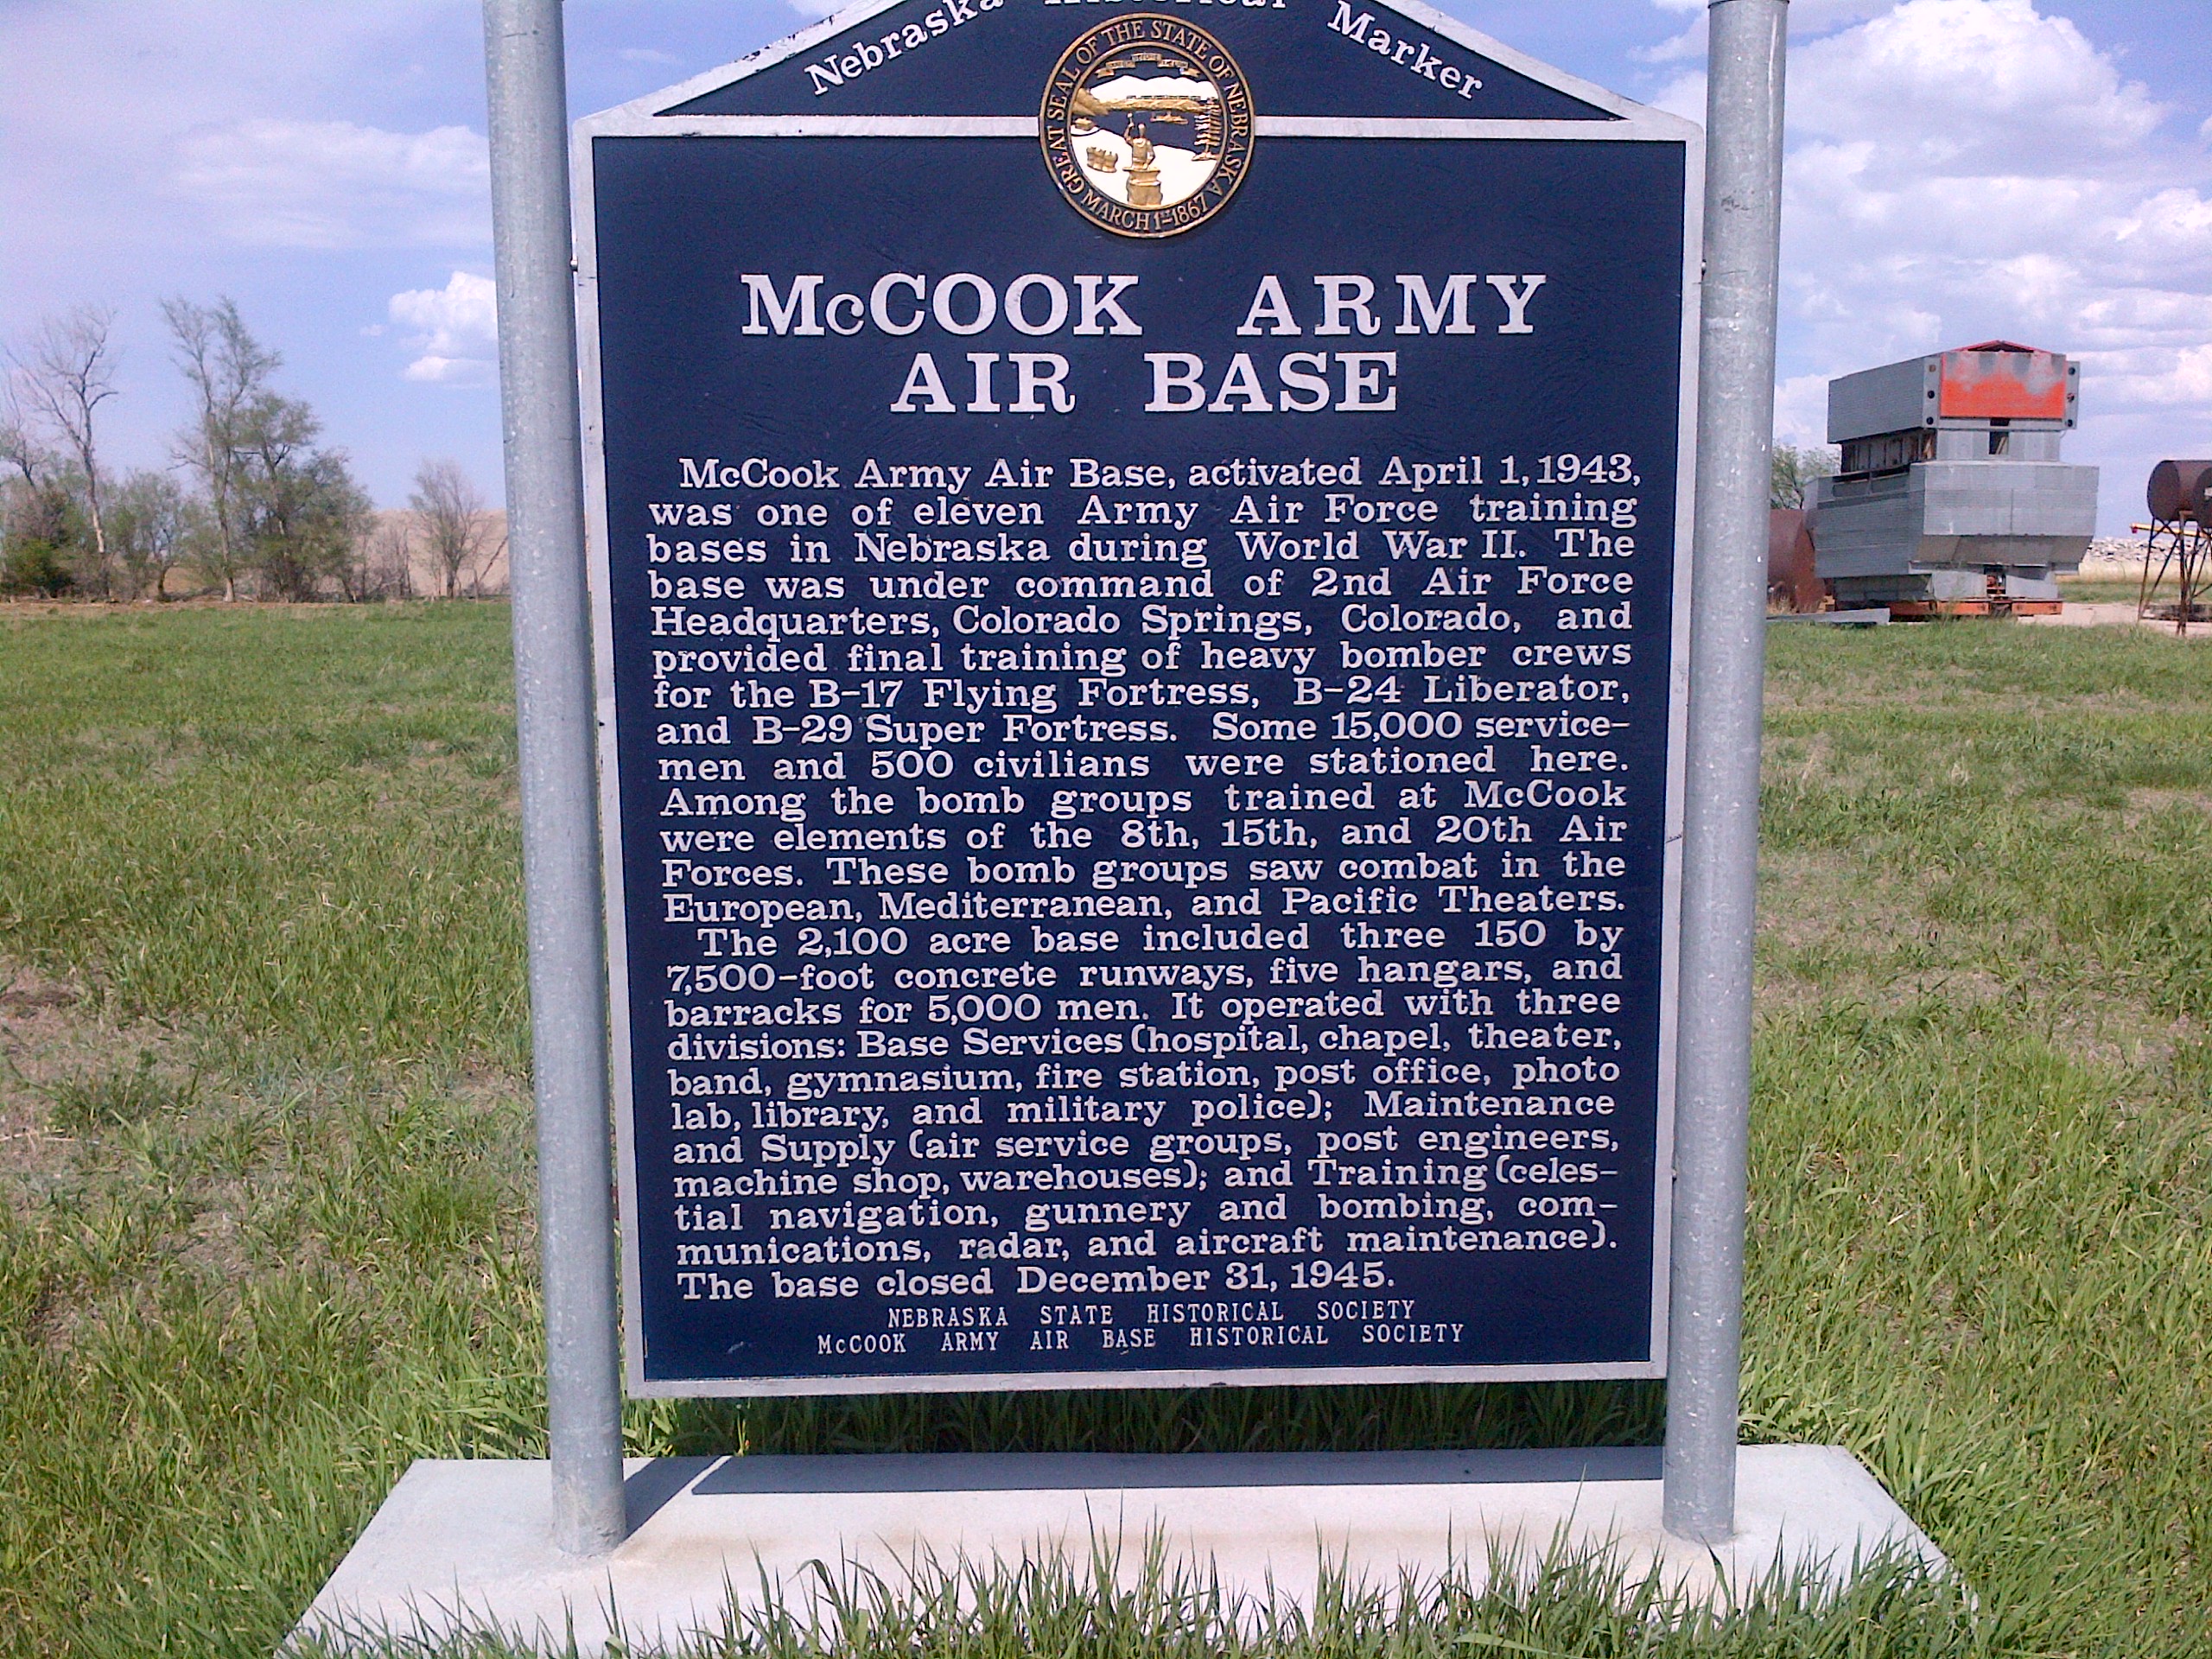 Nebraska Historical Marker
GREAT SEAL OF THE STATE OF NEBRASKA
MARCH 1ST 1867
McCOOK ARMY
AIR BASE
McCook Army Air Base, activated April 1, 1943,
was one of eleven Army Air Force training
bases in Nebraska during World War II. The
base was under command of 2nd Air Force
Headquarters, Colorado Springs, Colorado, and
provided final training of heavy bomber crews
for the B-17 Flying Fortress, B-24 Liberator,
and B-29 Super Fortress. Some 15,000 service-
men and 500 civilians were stationed here.
Among the bomb groups trained at McCook
were elements of the 8th, 15th, and 20th Air
Forces. These bomb groups saw combat in the
European, Mediterranean, and Pacific Theaters.
The 2,100 acre base included three 150 by
7,500-foot concrete runways, five hangars, and
barracks for 5,000 men. It operated with three
divisions: Base Services (hospital, chapel, theater,
band, gymnasium, fire station, post office, photo
lab, library, and military police); Maintenance
and Supply (air service groups, post engineers,
machine shop, warehouses); and Training (celes-
tial navigation, gunnery and bombing, com-
munications, radar, and aircraft maintenance).
The base closed December 31, 1945.
NEBRASKA STATE HISTORICAL SOCIETY
McCOOK ARMY AIR BASE HISTORICAL SOCIETY